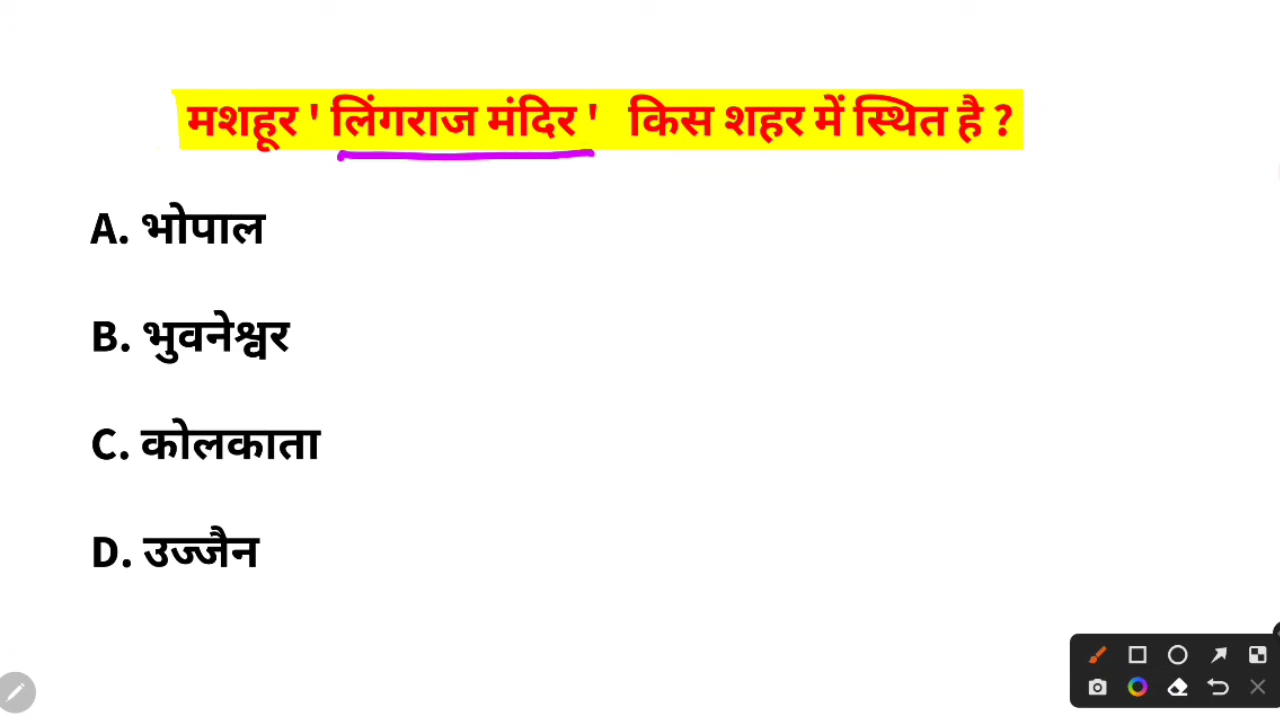 मशहूर ' लिंगराज मंदिर ' किस शहर में स्थित है ?
A. भोपाल
B. भुवनेश्वर
C. कोलकाता
D. उज्जैन